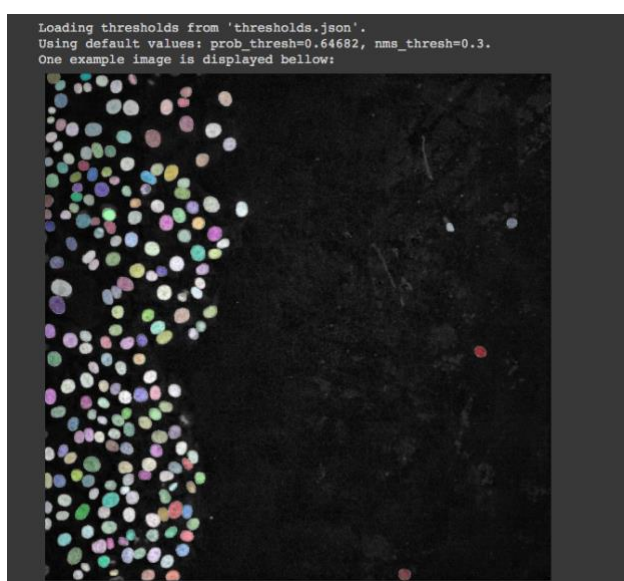 Loading thresholds from 'thresholds.json'.
Using default values: prob_thresh=0.64682, nms_thresh=0.3.
One example image is displayed bellow: